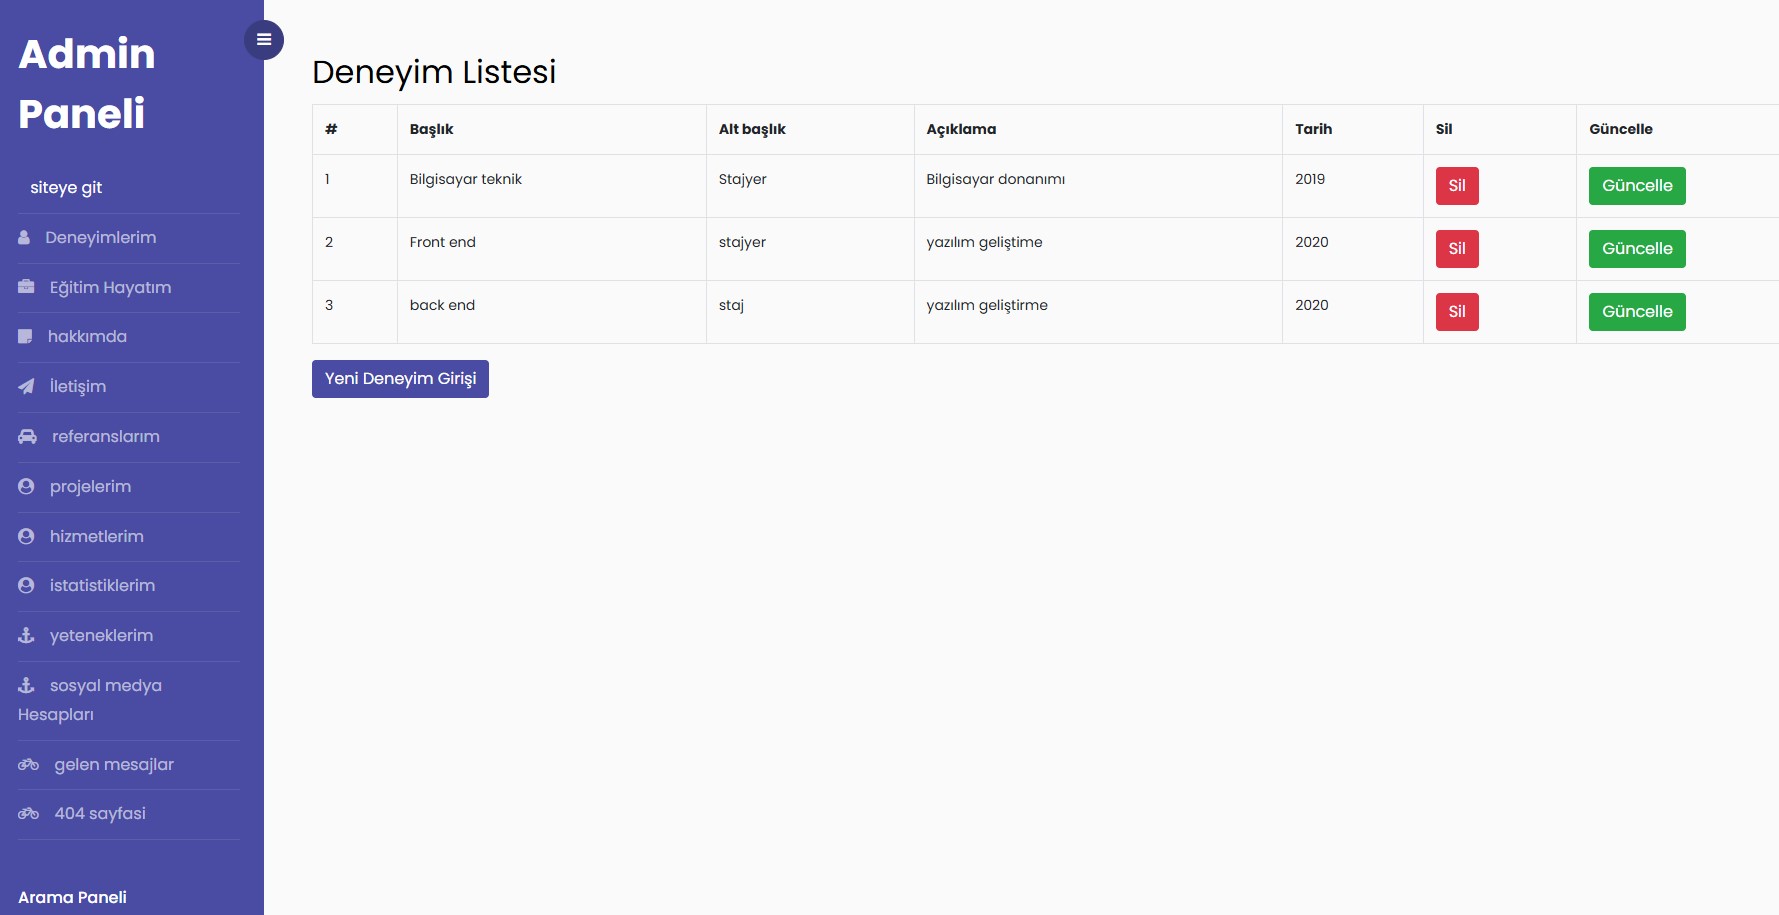 Admin
Paneli
siteye git
Deneyimlerim
Eğitim Hayatım
hakkımda
İletişim
referanslarım
projelerim
hizmetlerim
istatistiklerim
yeteneklerim
sosyal medya
Hesapları
gelen mesajlar
404 sayfasi
Arama Paneli
Deneyim Listesi
# Başlık Alt başlık Açıklama Tarih Sil Güncelle
1 Bilgisayar teknik Stajyer Bilgisayar donanımı 2019 Sil Güncelle
2 Front end stajyer yazılım geliştime 2020 Sil Güncelle
3 back end staj yazılım geliştirme 2020 Sil Güncelle
Yeni Deneyim Girişi